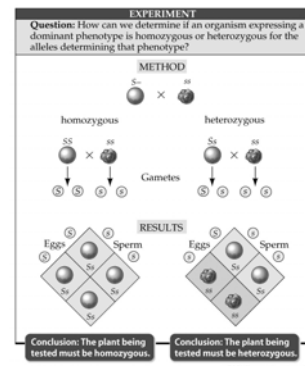 EXPERIMENT
Question: How can we determine if an organism expressing a
dominant phenotype is homozygous or heterozygous for the
alleles determining that phenotype?
METHOD
S– × ss
homozygous heterozygous
SS × ss Ss × ss
Gametes
S S s s S s s s
RESULTS
Eggs Sperm Eggs Sperm
S s S s
S s s s
Ss Ss
Ss Ss ss Ss
Ss ss
Conclusion: The plant being Conclusion: The plant being
tested must be homozygous. tested must be heterozygous.